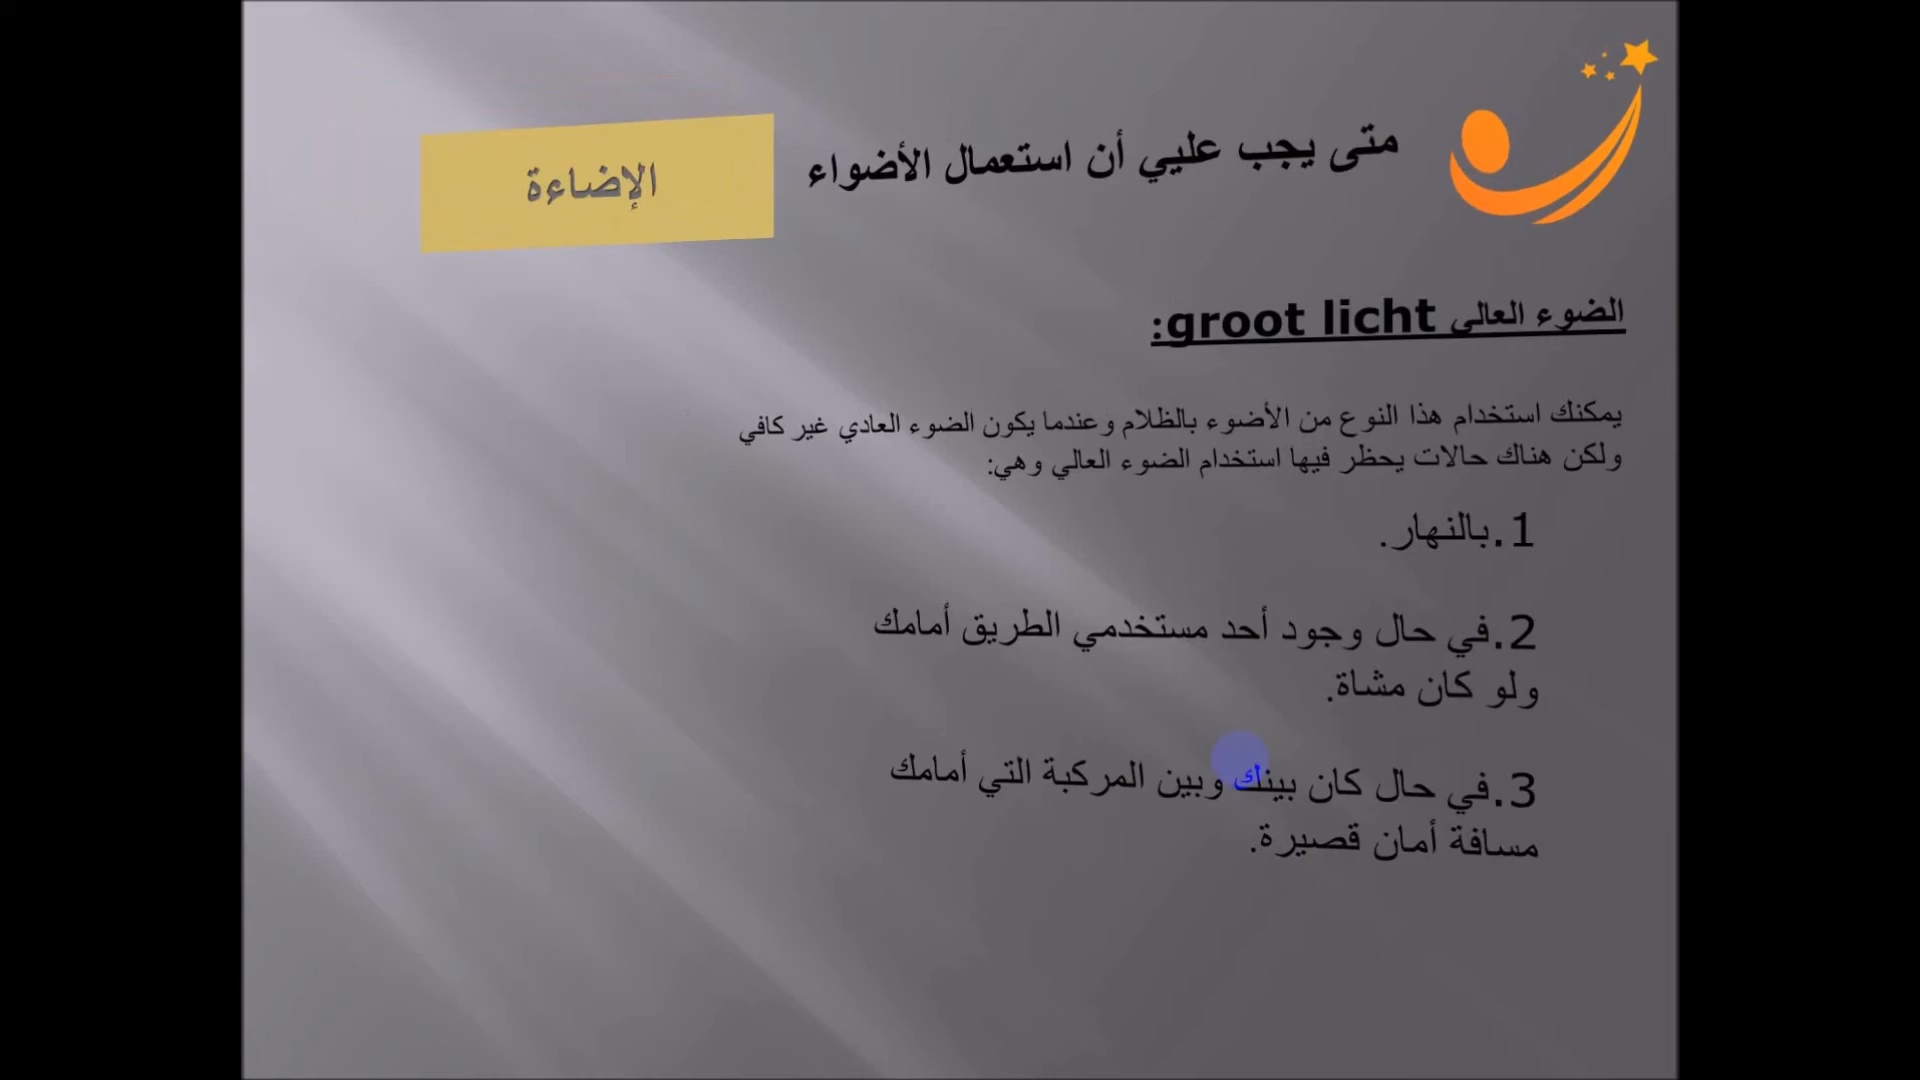 متى يجب عليي أن استعمال الأضواء
الإضاءة
الضوء العالي groot licht:
يمكنك استخدام هذا النوع من الأضوء بالظلام وعندما يكون الضوء العادي غير كافي
ولكن هناك حالات يحظر فيها استخدام الضوء العالي وهي:
1.بالنهار.
2.في حال وجود أحد مستخدمي الطريق أمامك
ولو كان مشاة.
3.في حال كان بينك وبين المركبة التي أمامك
مسافة أمان قصيرة.